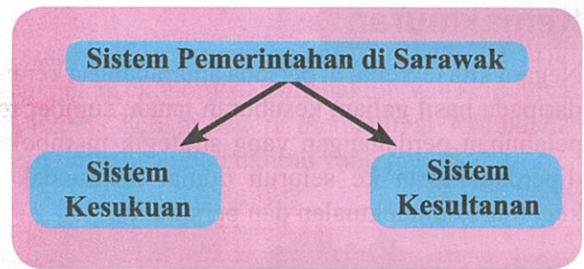 Sistem Pemerintahan di Sarawak
Sistem
Kesukuan
Sistem
Kesultanan